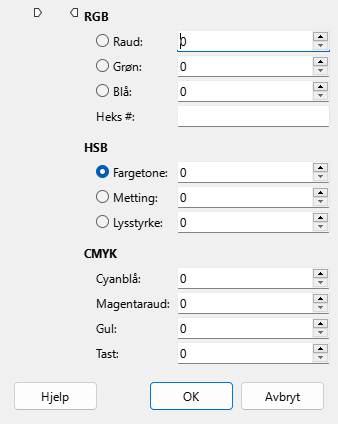 RGB
Raud: 0
Grøn: 0
Blå: 0
Heks #:
HSB
Fargetone: 0
Metting: 0
Lysstyrke: 0
CMYK
Cyanblå: 0
Magentaraud: 0
Gul: 0
Tast: 0
Hjelp OK Avbryt